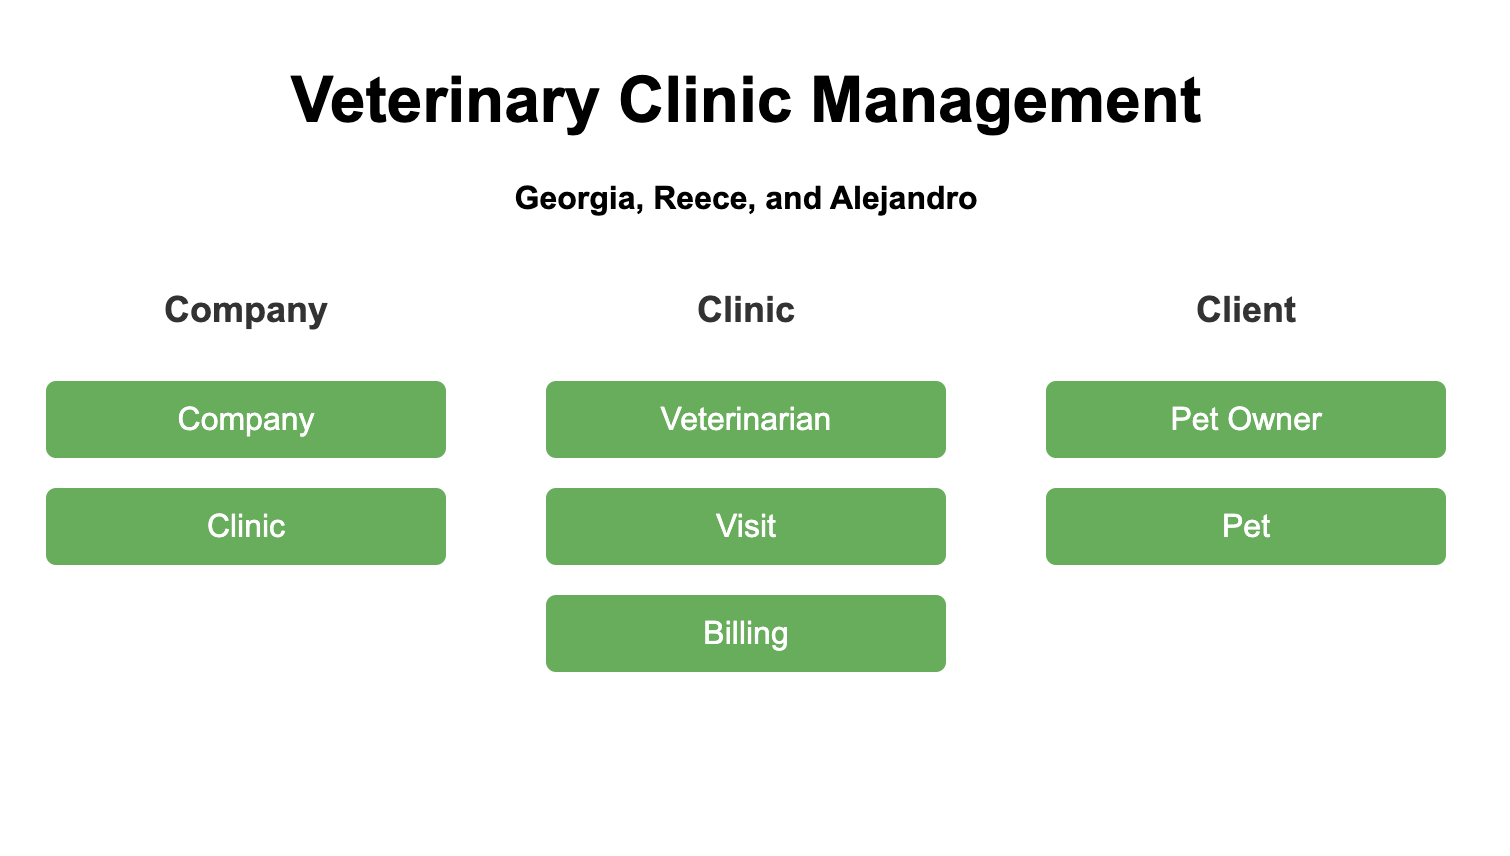 Veterinary Clinic Management
Georgia, Reece, and Alejandro
Company
Company
Clinic
Clinic
Veterinarian
Visit
Billing
Client
Pet Owner
Pet